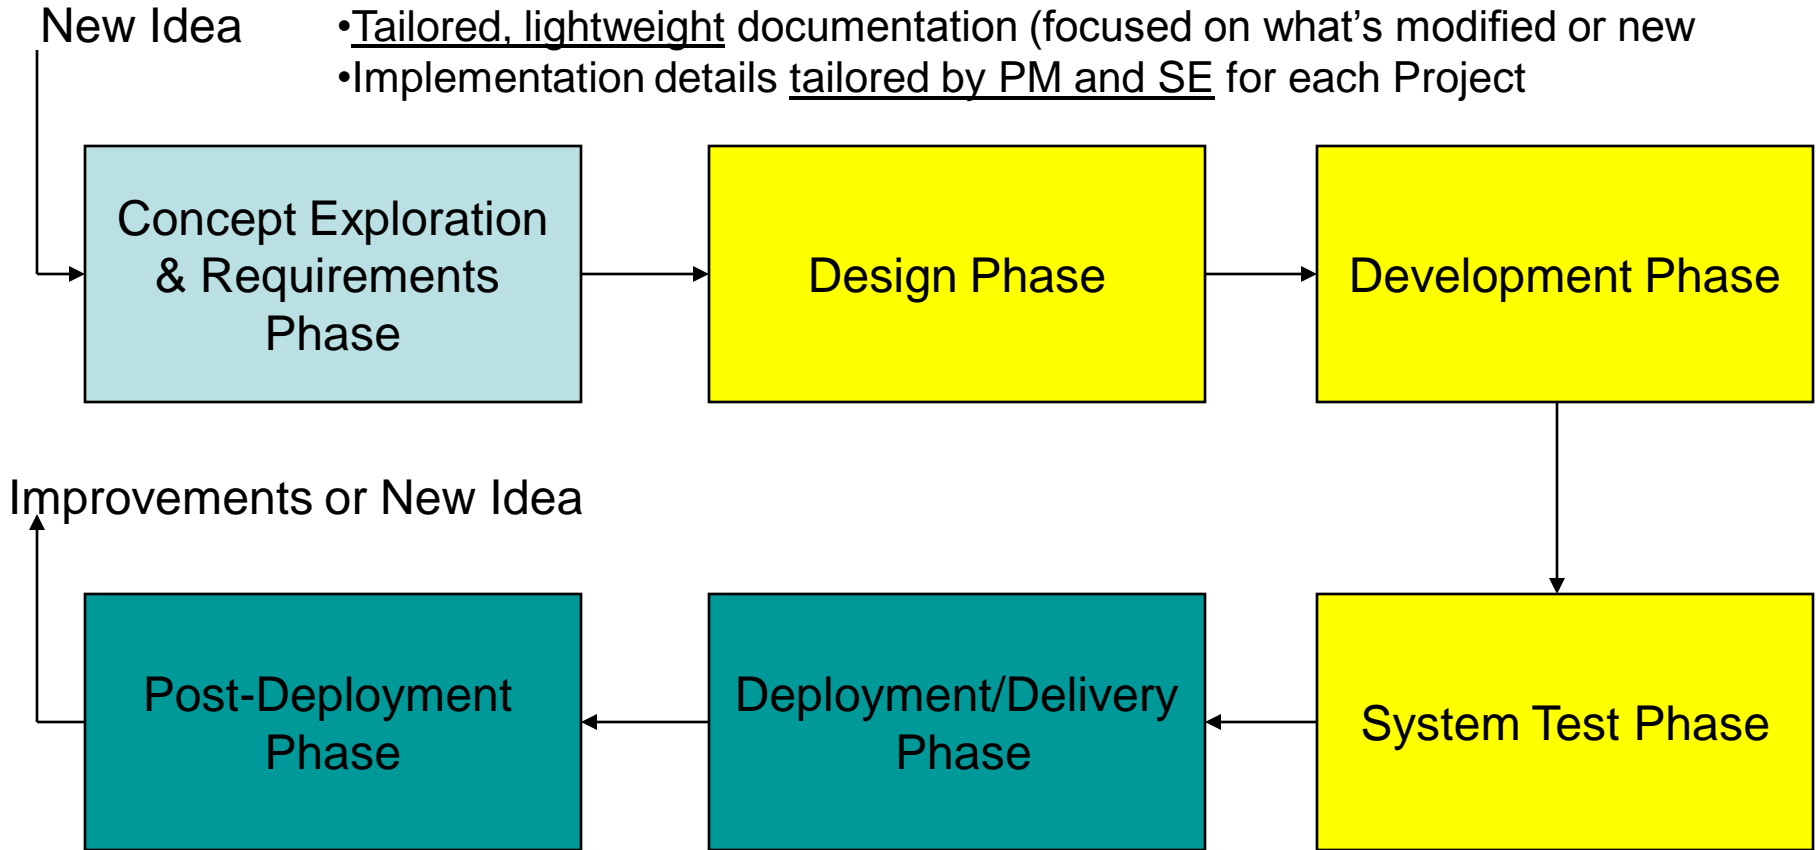 New Idea
•Tailored, lightweight documentation (focused on what's modified or new
•Implementation details tailored by PM and SE for each Project
Concept Exploration
& Requirements
Phase
Design Phase
Development Phase
Improvements or New Idea
Post-Deployment
Phase
Deployment/Delivery
Phase
System Test Phase